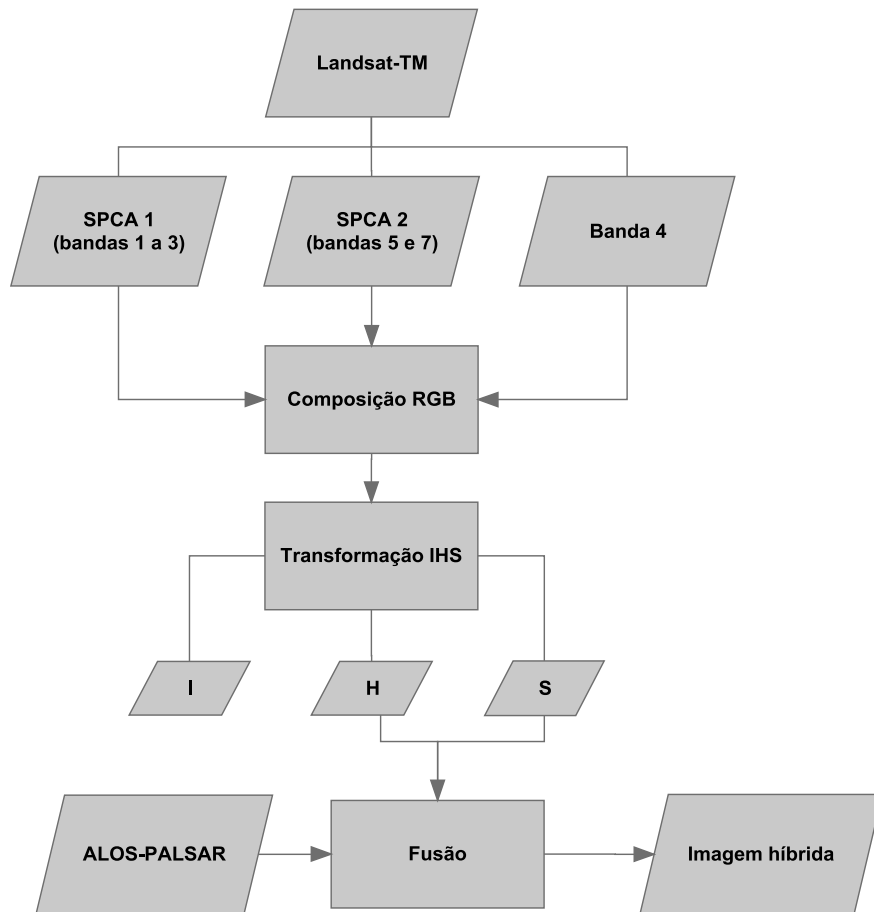 Landsat-TM
SPCA 1
(bandas 1 a 3)
SPCA 2
(bandas 5 e 7)
Banda 4
Composição RGB
Transformação IHS
I
H
S
ALOS-PALSAR
Fusão
Imagem híbrida